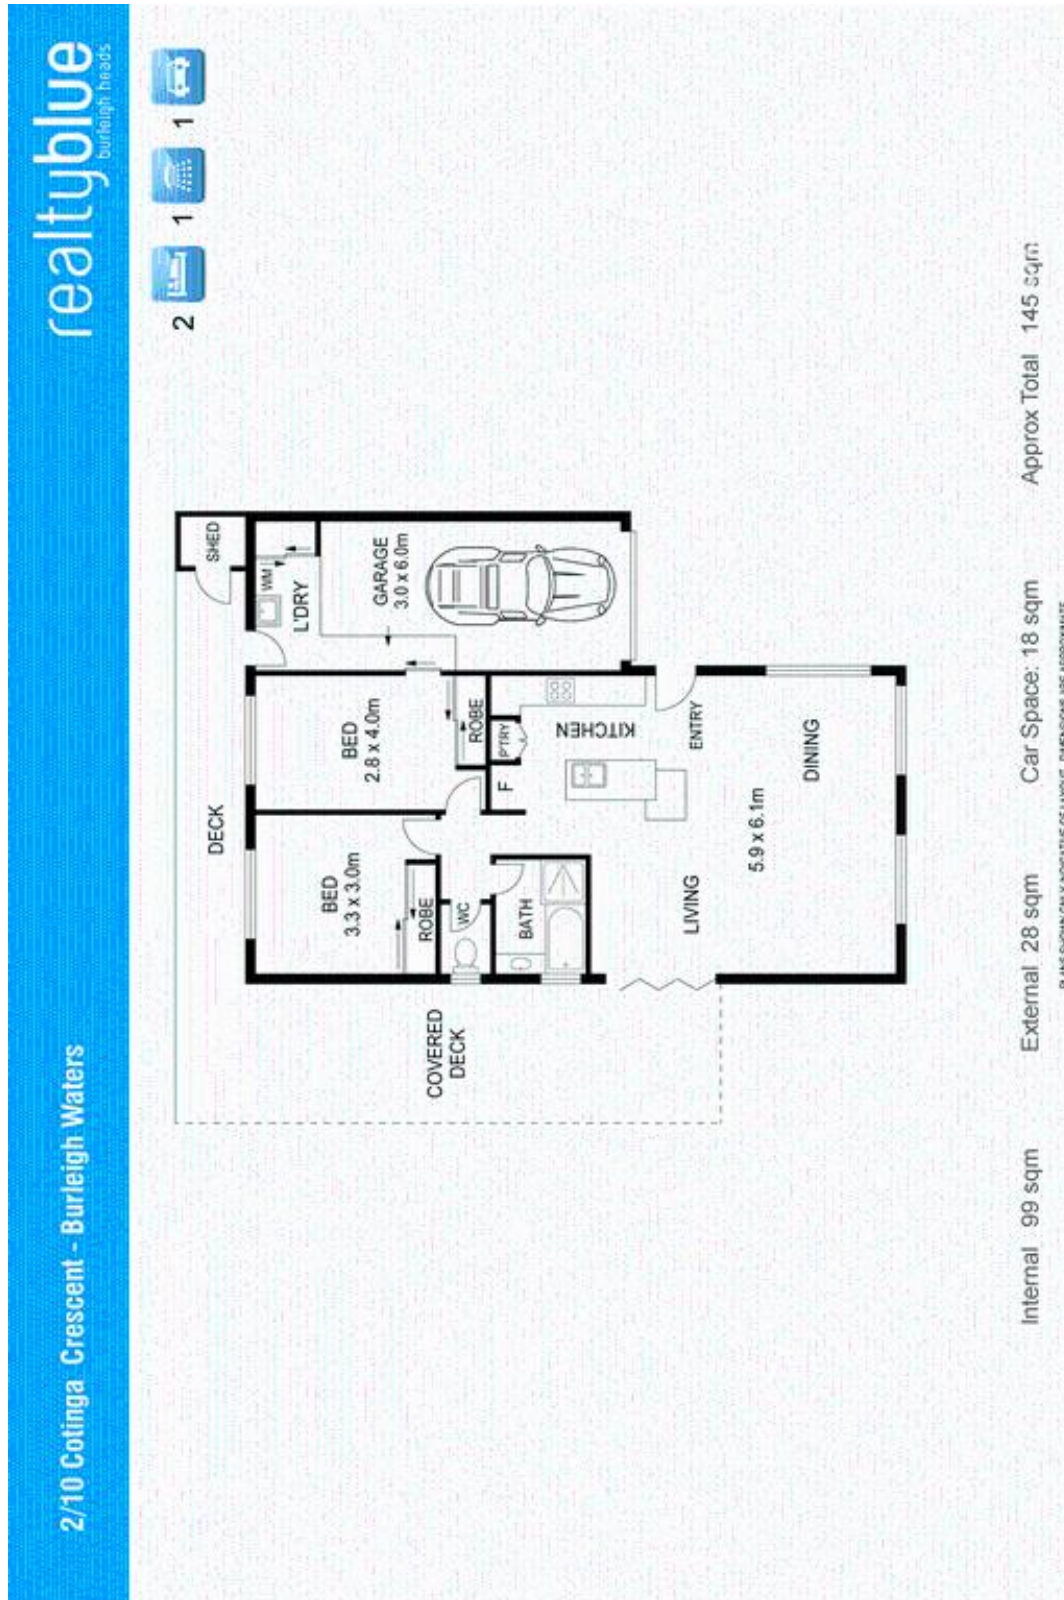 2/10 Cotinga Crescent - Burleigh Waters
realtyblue
burleigh heads
2 1 1
DECK
SHED
BED
3.3 x 3.0m
BED
2.8 x 4.0m
WM
L'DRY
GARAGE
3.0 x 6.0m
ROBE
ROBE
COVERED
DECK
WC
BATH
F
P'TRY
KITCHEN
ENTRY
LIVING
5.9 x 6.1m
DINING
Internal 99 sqm
External 28 sqm
Car Space: 18 sqm
Approx Total 145 sqm